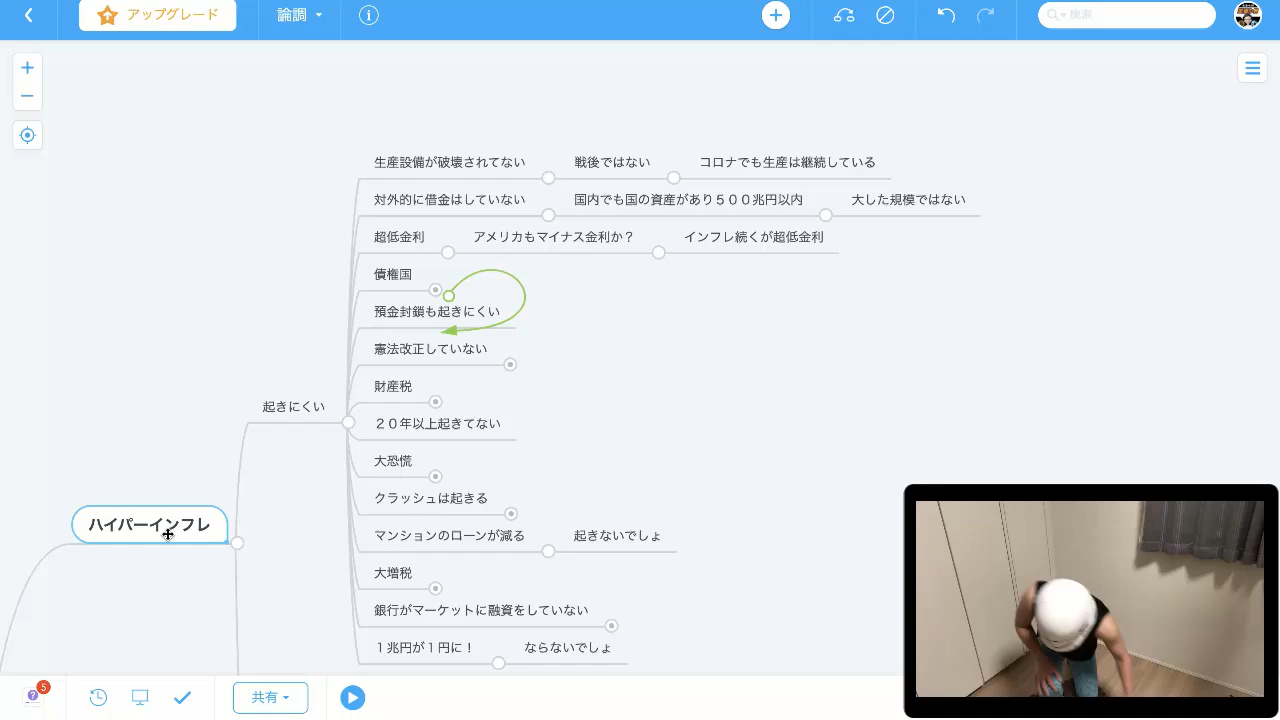 アップグレード
論調
検索
生産設備が破壊されてない 戦後ではない コロナでも生産は継続している
対外的に借金はしていない 国内でも国の資産があり５００兆円以内 大した規模ではない
超低金利 アメリカもマイナス金利か？ インフレ続くが超低金利
債権国
預金封鎖も起きにくい
憲法改正していない
財産税
起きにくい
２０年以上起きてない
大恐慌
クラッシュは起きる
ハイパーインフレ
マンションのローンが減る 起きないでしょ
大増税
銀行がマーケットに融資をしていない
１兆円が１円に！ ならないでしょ
5
共有